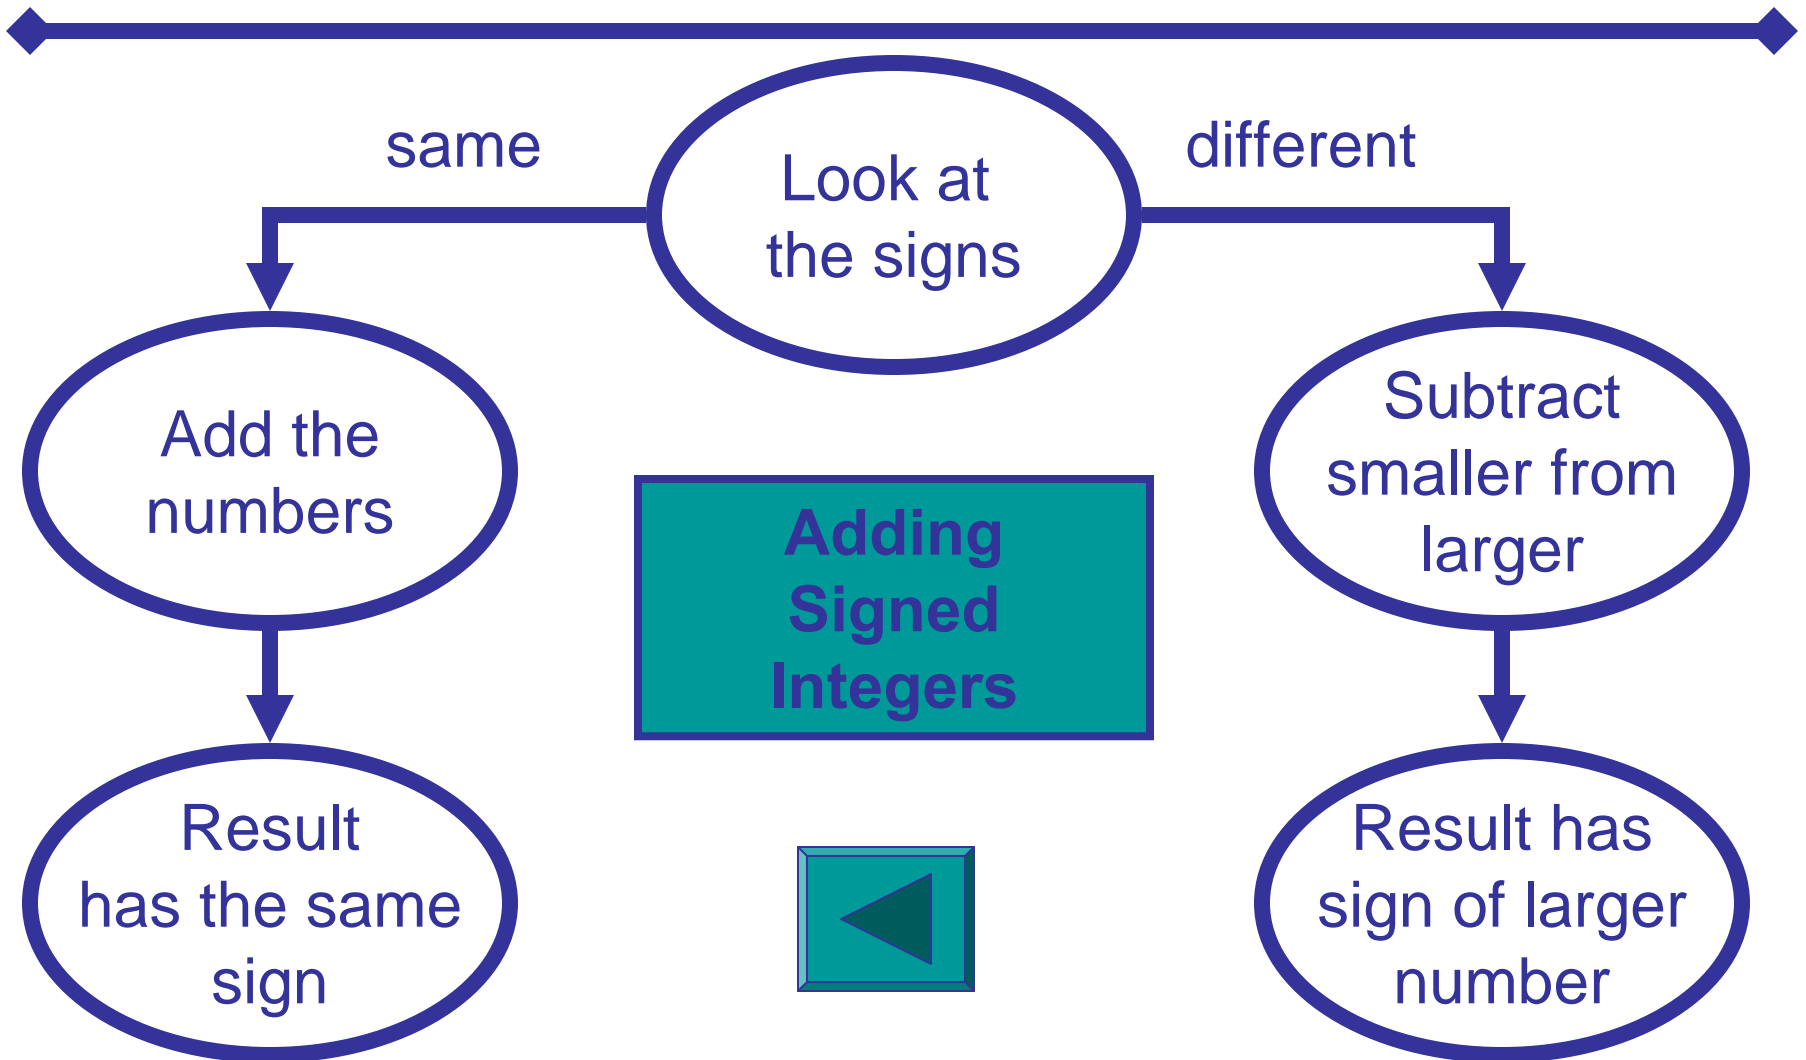 same
Look at
the signs
different
Add the
numbers
Subtract
smaller from
larger
Adding
Signed
Integers
Result
has the same
sign
Result has
sign of larger
number